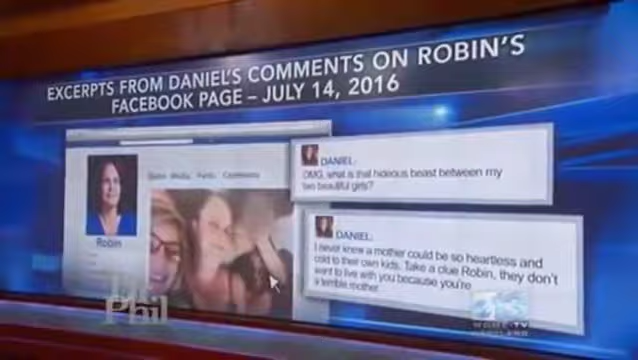 EXCERPTS FROM DANIEL'S COMMENTS ON ROBIN'S
FACEBOOK PAGE – JULY 14, 2016
DANIEL:
OMG, what is that hideous beast between my
two beautiful girls?
Robin
DANIEL:
I never knew a mother could be so heartless and
cold to their own kids. Take a clue Robin, they don't
want to live with you because you're
a terrible mother.
Dr.
Phil